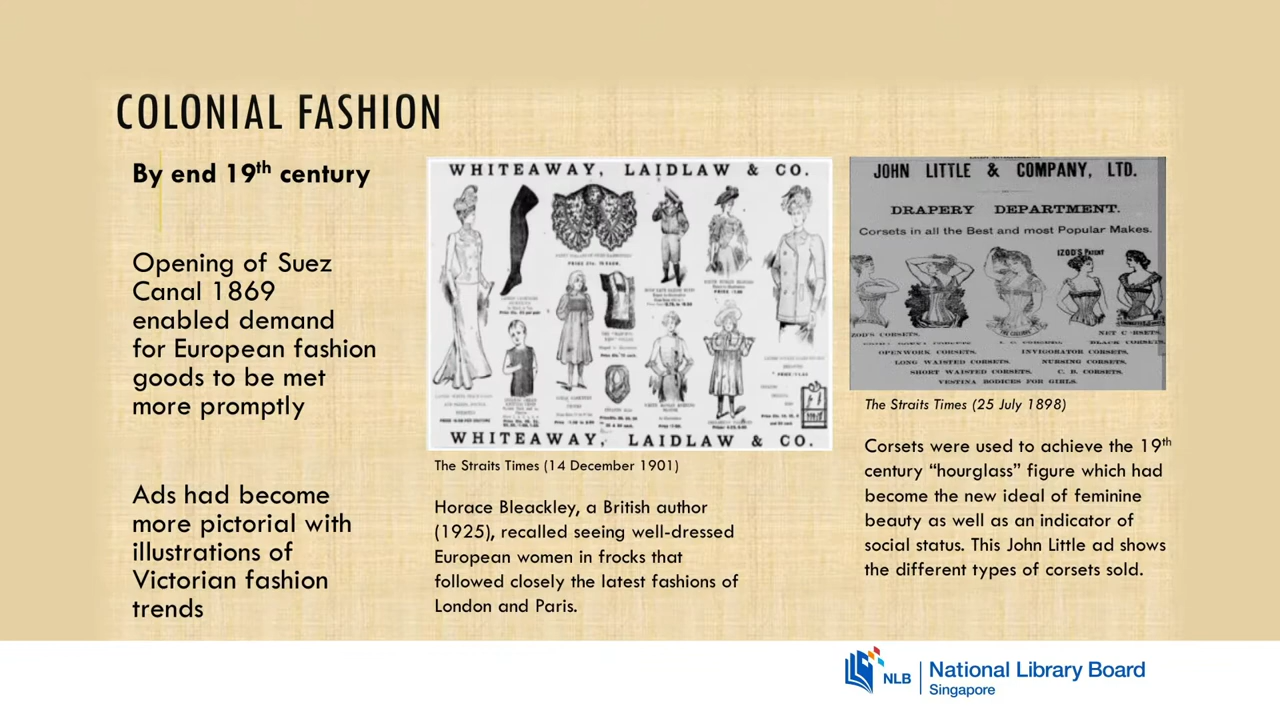 COLONIAL FASHION
By end 19th century
Opening of Suez
Canal 1869
enabled demand
for European fashion
goods to be met
more promptly
Ads had become
more pictorial with
illustrations of
Victorian fashion
trends
WHITEAWAY, LAIDLAW & CO.
WHITEAWAY, LAIDLAW & CO.
The Straits Times (14 December 1901)
Horace Bleackley, a British author
(1925), recalled seeing well-dressed
European women in frocks that
followed closely the latest fashions of
London and Paris.
JOHN LITTLE & COMPANY, LTD.
DRAPERY DEPARTMENT.
Corsets in all the Best and most Popular Makes.
IZOD'S PATENT
OPENWORK CORSETS. INVIGORATOR CORSETS.
LONG WAISTED CORSETS. NURSING CORSETS.
SHORT WAISTED CORSETS. C. B. CORSETS.
VESTINA BODICES FOR GIRLS.
The Straits Times (25 July 1898)
Corsets were used to achieve the 19th
century “hourglass” figure which had
become the new ideal of feminine
beauty as well as an indicator of
social status. This John Little ad shows
the different types of corsets sold.
NLB
National Library Board
Singapore